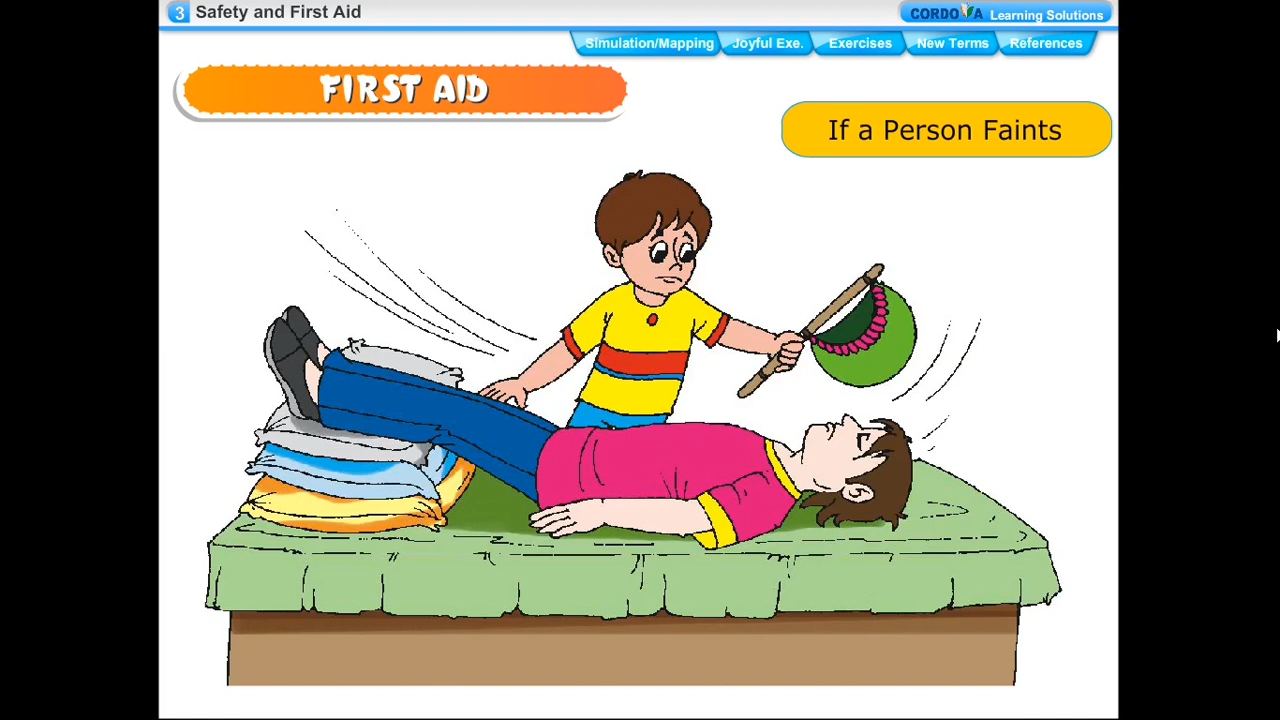 3 Safety and First Aid
CORDOVA Learning Solutions
Simulation/Mapping Joyful Exe. Exercises New Terms References
FIRST AID
If a Person Faints